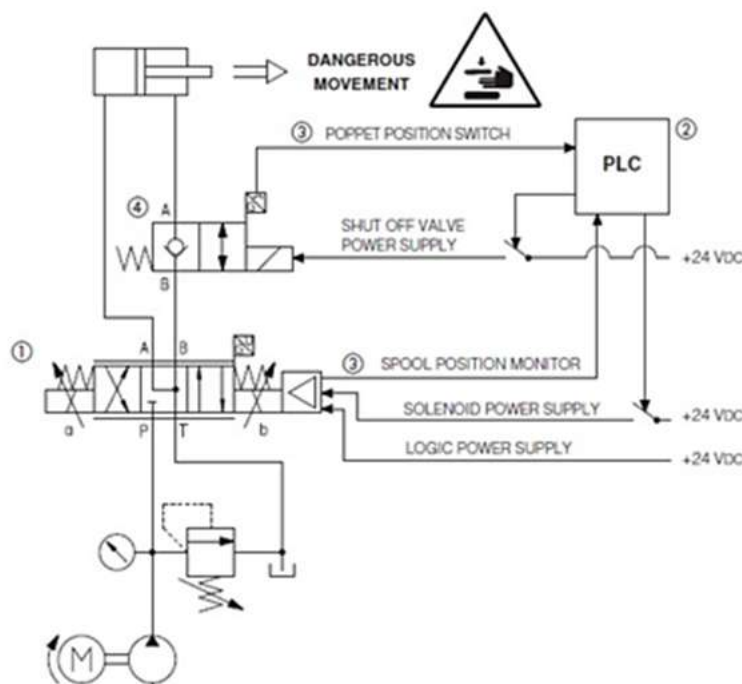 DANGEROUS
MOVEMENT
③ POPPET POSITION SWITCH
②
PLC
④ A
SHUT OFF VALVE
POWER SUPPLY
+24 VDC
B
①
A B
③ SPOOL POSITION MONITOR
SOLENOID POWER SUPPLY
+24 VDC
a P T b
LOGIC POWER SUPPLY
+24 VDC
M